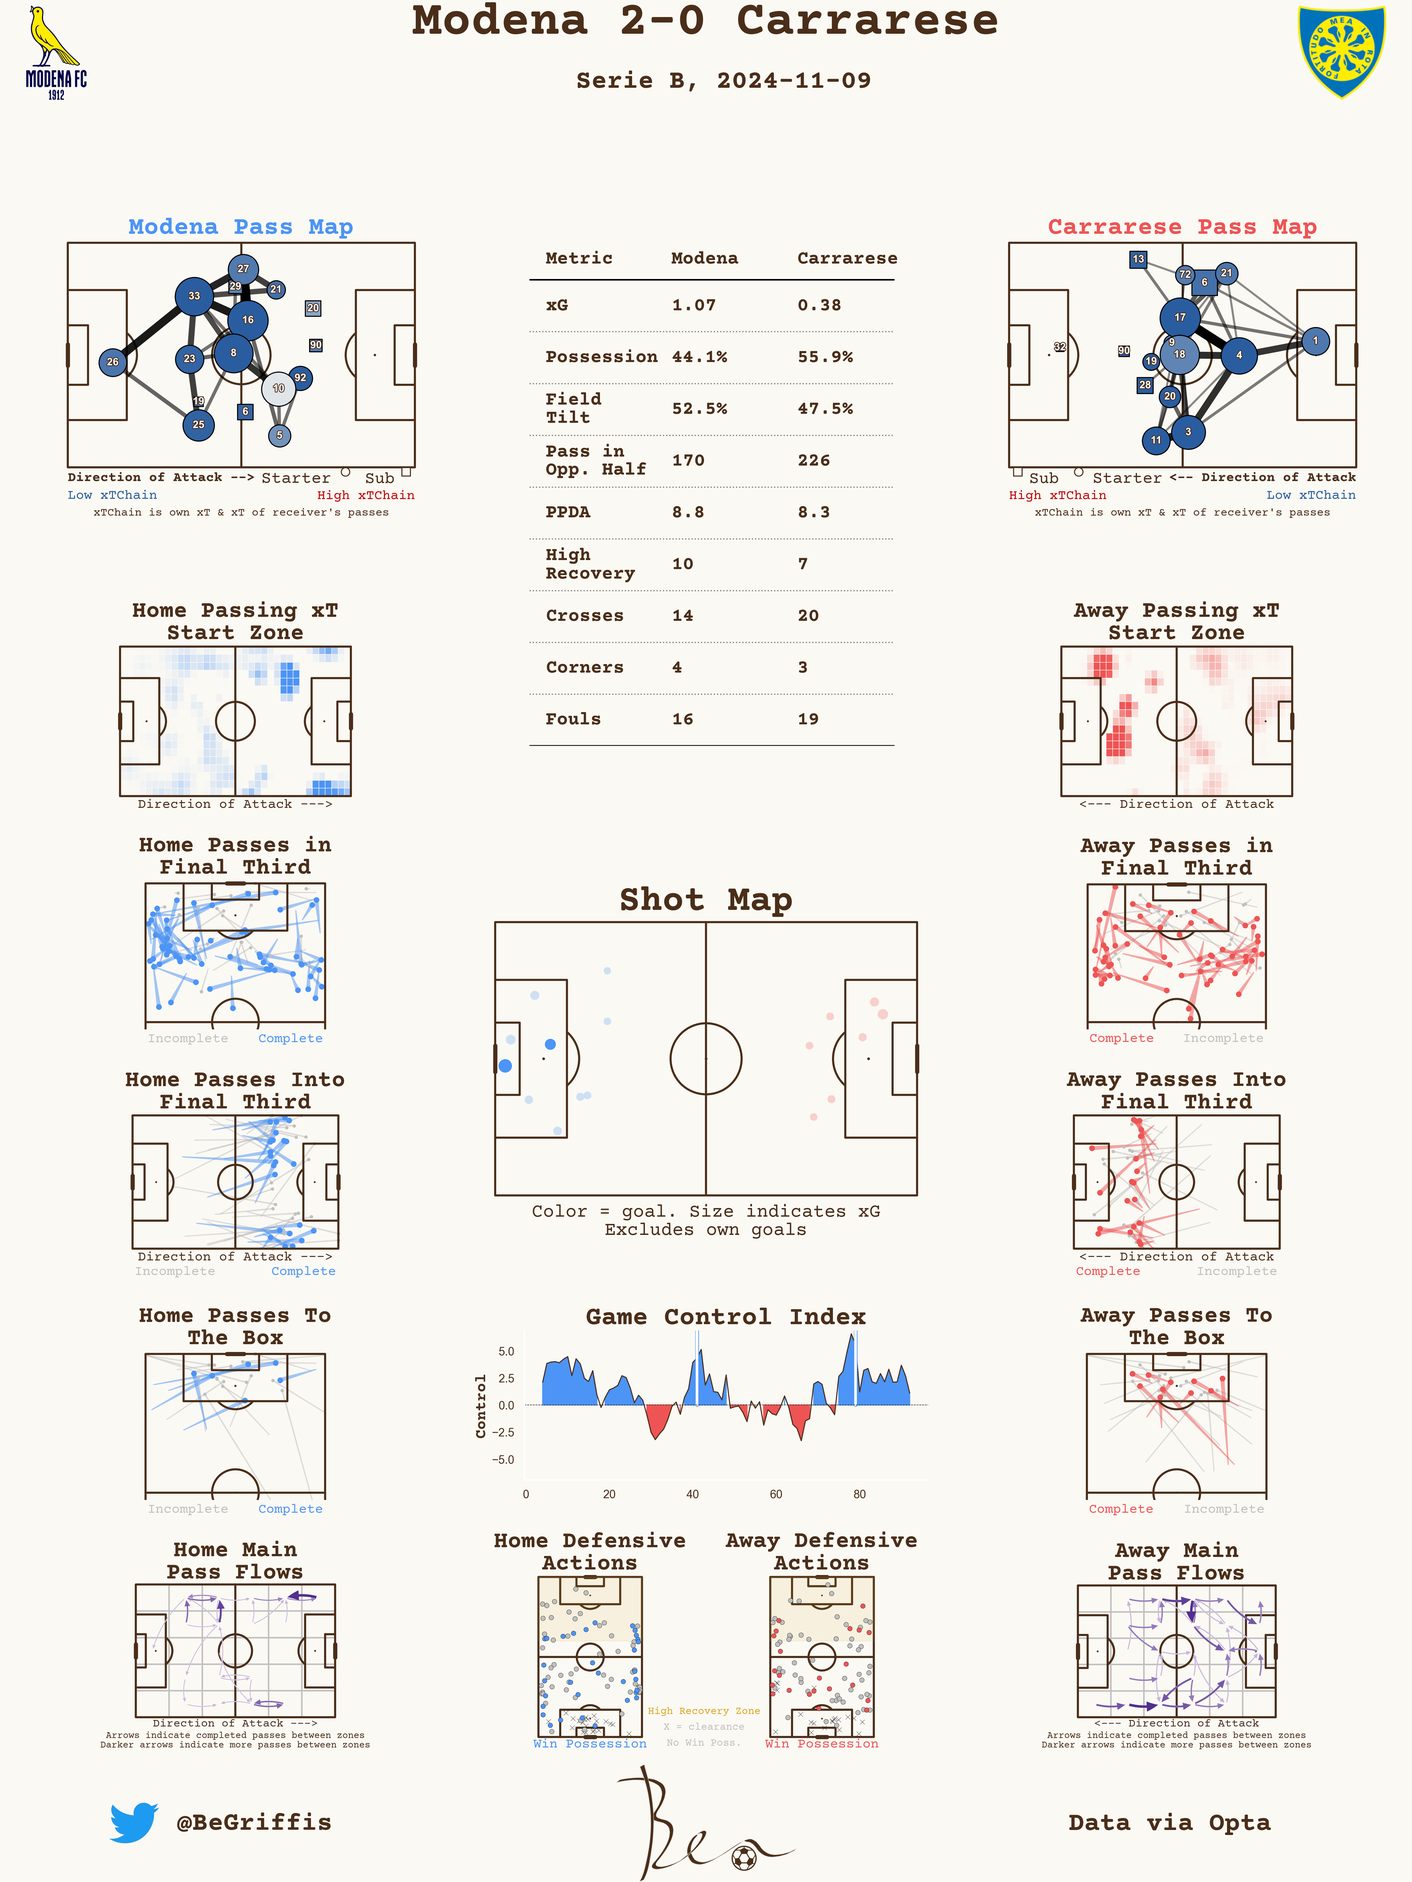 Modena 2-0 Carrarese
Serie B, 2024-11-09
MODENA FC
1912
FORTITUDO MEA IN ROTA
Modena Pass Map
27
29
21
33
20
16
90
8
23
26
92
10
19
6
25
5
Direction of Attack --> Starter Sub
Low xTChain High xTChain
xTChain is own xT & xT of receiver's passes
Metric Modena Carrarese
xG 1.07 0.38
Possession 44.1% 55.9%
Field
Tilt 52.5% 47.5%
Pass in
Opp. Half 170 226
PPDA 8.8 8.3
High
Recovery 10 7
Crosses 14 20
Corners 4 3
Fouls 16 19
Carrarese Pass Map
13
72
21
6
17
1
9
32
90
18
4
19
28
20
3
11
Sub Starter <-- Direction of Attack
High xTChain Low xTChain
xTChain is own xT & xT of receiver's passes
Home Passing xT
Start Zone
Direction of Attack --->
Away Passing xT
Start Zone
<--- Direction of Attack
Home Passes in
Final Third
Incomplete Complete
Away Passes in
Final Third
Complete Incomplete
Shot Map
Color = goal. Size indicates xG
Excludes own goals
Home Passes Into
Final Third
Direction of Attack --->
Incomplete Complete
Away Passes Into
Final Third
<--- Direction of Attack
Complete Incomplete
Home Passes To
The Box
Incomplete Complete
Game Control Index
Control
5.0
2.5
0.0
−2.5
−5.0
0 20 40 60 80
Away Passes To
The Box
Complete Incomplete
Home Main
Pass Flows
Direction of Attack --->
Arrows indicate completed passes between zones
Darker arrows indicate more passes between zones
Home Defensive
Actions
Win Possession
Away Defensive
Actions
Win Possession
High Recovery Zone
X = clearance
No Win Poss.
Away Main
Pass Flows
<--- Direction of Attack
Arrows indicate completed passes between zones
Darker arrows indicate more passes between zones
@BeGriffis
Ben
Data via Opta